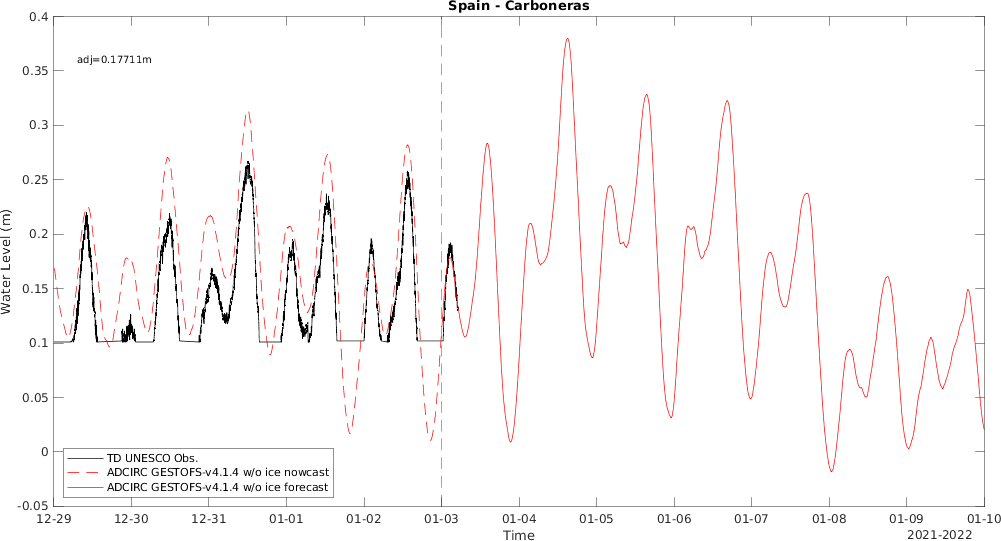 Spain - Carboneras
0.4
0.35
0.3
0.25
0.2
0.15
0.1
0.05
0
-0.05
Water Level (m)
adj=0.17711m
TD UNESCO Obs.
ADCIRC GESTOFS-v4.1.4 w/o ice nowcast
ADCIRC GESTOFS-v4.1.4 w/o ice forecast
12-29 12-30 12-31 01-01 01-02 01-03 01-04 01-05 01-06 01-07 01-08 01-09 01-10
Time
2021-2022